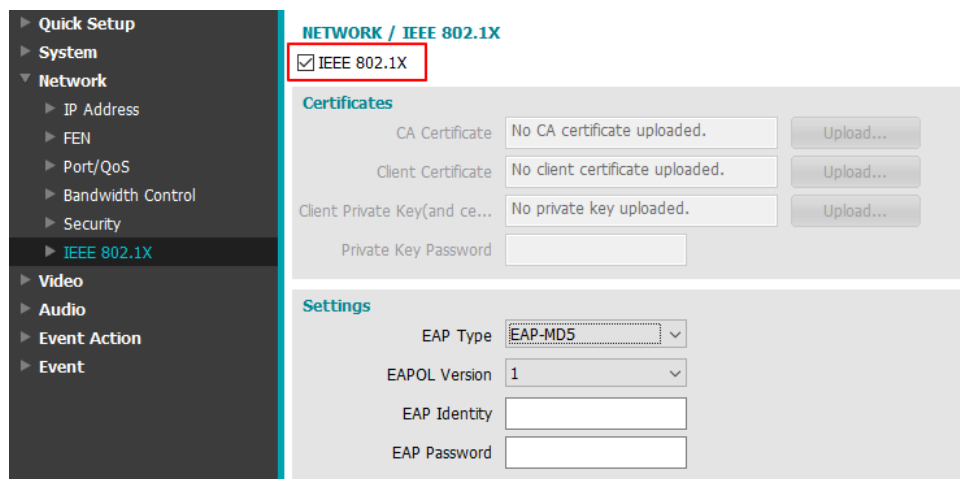 Quick Setup
System
Network
IP Address
FEN
Port/QoS
Bandwidth Control
Security
IEEE 802.1X
Video
Audio
Event Action
Event
NETWORK / IEEE 802.1X
IEEE 802.1X
Certificates
CA Certificate No CA certificate uploaded. Upload...
Client Certificate No client certificate uploaded. Upload...
Client Private Key(and ce... No private key uploaded. Upload...
Private Key Password
Settings
EAP Type EAP-MD5
EAPOL Version 1
EAP Identity
EAP Password